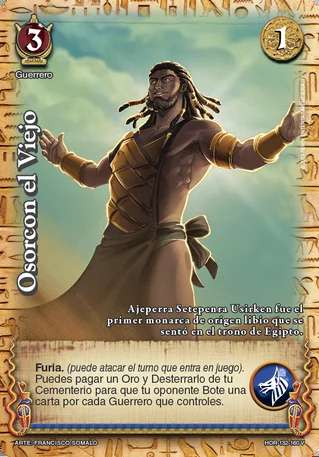 3
1
Guerrero
Osorcon el Viejo
Ajeperra Setepenra Usirken fue el
primer monarca de origen libio que se
sentó en el trono de Egipto.
Furia. (puede atacar el turno que entra en juego).
Puedes pagar un Oro y Desterrarlo de tu
Cementerio para que tu oponente Bote una
carta por cada Guerrero que controles.
ARTE: FRANCISCO SOMALO
HOR-132-160 V